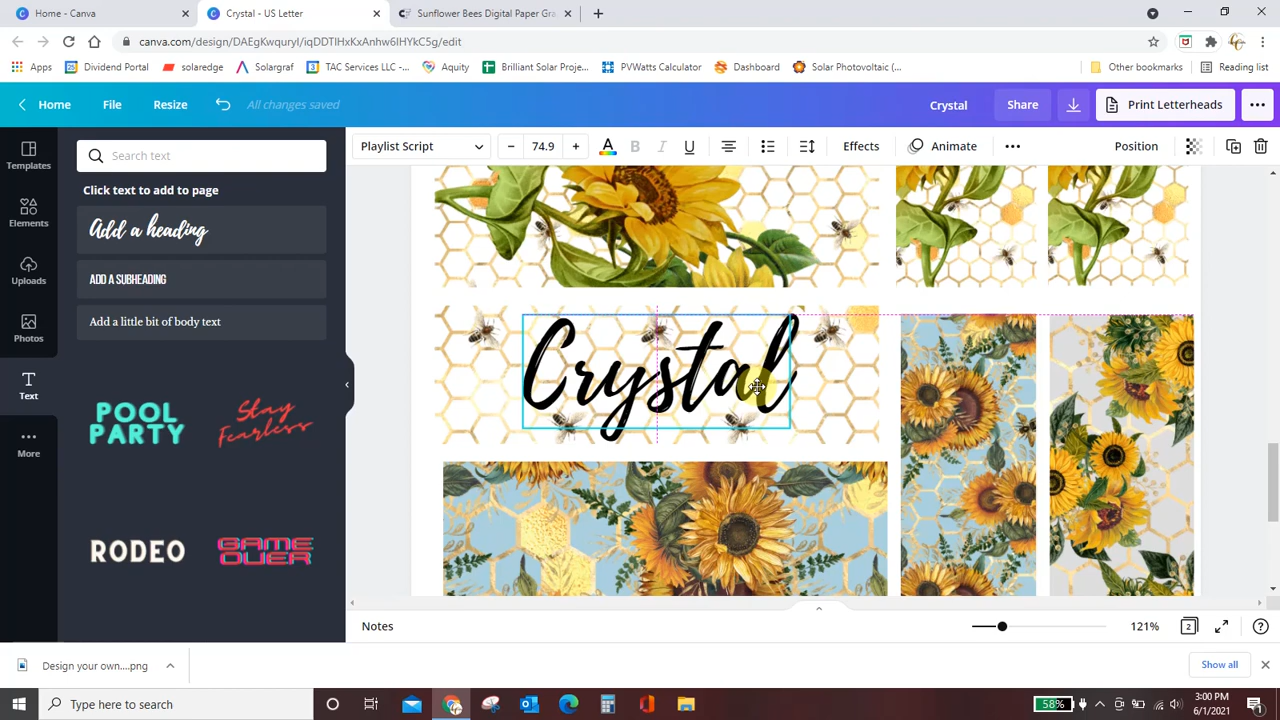 Home - Canva
Crystal - US Letter
Sunflower Bees Digital Paper Gra
canva.com/design/DAEgKwquryI/iqDDTIHxKxAnhw6IHYkC5g/edit
Apps
Dividend Portal
solaredge
Solargraf
TAC Services LLC -...
Aquity
Brilliant Solar Proje...
PVWatts Calculator
Dashboard
Solar Photovoltaic (...
Other bookmarks
Reading list
Home
File
Resize
All changes saved
Crystal
Share
Print Letterheads
Templates
Elements
Uploads
Photos
Text
More
Search text
Click text to add to page
Add a heading
ADD A SUBHEADING
Add a little bit of body text
POOL PARTY
Stay Fearless
RODEO
GAME OVER
Playlist Script
74.9
A
B
I
U
Effects
Animate
Position
Crystal
Notes
121%
2
Design your own....png
Show all
Type here to search
58%
3:00 PM
6/1/2021